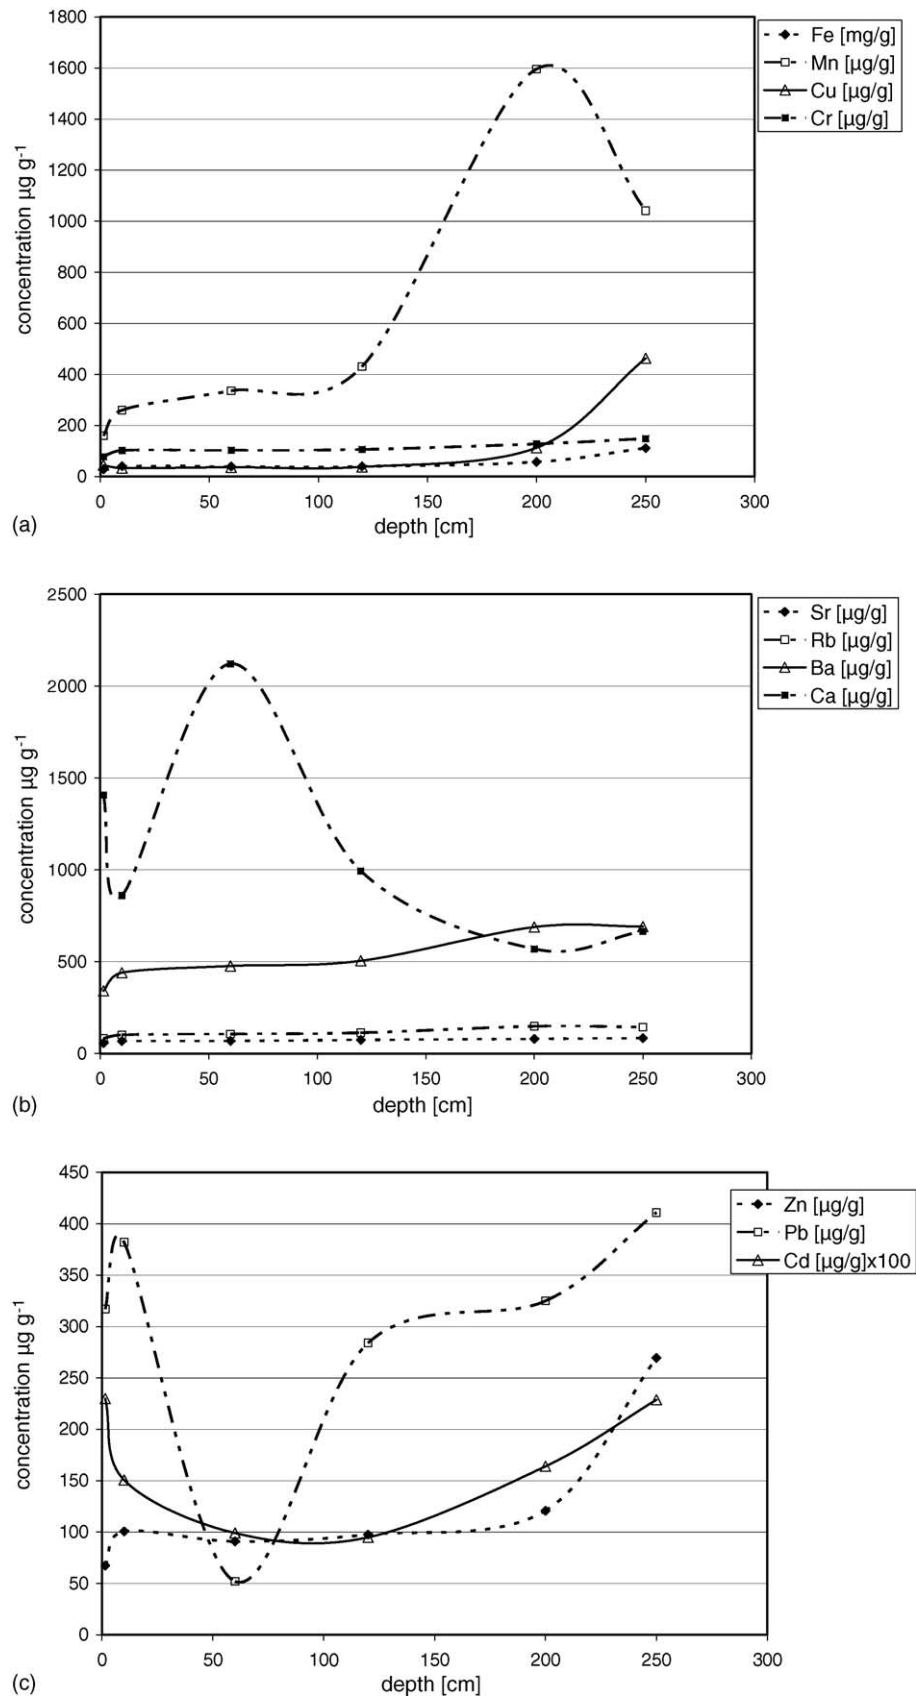 1800
1600
1400
1200
1000
800
600
400
200
0
concentration µg g-1
0 50 100 150 200 250 300
depth [cm]
Fe [mg/g]
Mn [µg/g]
Cu [µg/g]
Cr [µg/g]
(a)
2500
2000
1500
1000
500
0
concentration µg g-1
0 50 100 150 200 250 300
depth [cm]
Sr [µg/g]
Rb [µg/g]
Ba [µg/g]
Ca [µg/g]
(b)
450
400
350
300
250
200
150
100
50
0
concentration µg g-1
0 50 100 150 200 250 300
depth [cm]
Zn [µg/g]
Pb [µg/g]
Cd [µg/g]x100
(c)